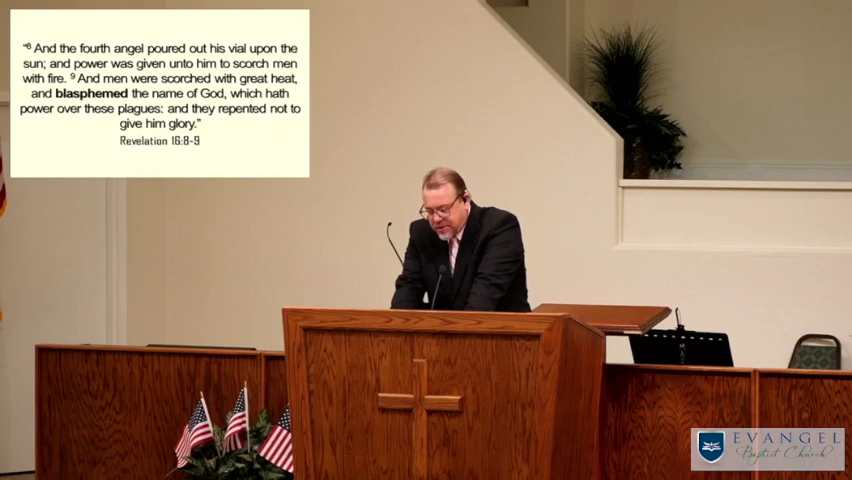 "⁸ And the fourth angel poured out his vial upon the
sun; and power was given unto him to scorch men
with fire. ⁹ And men were scorched with great heat,
and blasphemed the name of God, which hath
power over these plagues: and they repented not to
give him glory."
Revelation 16:8-9
EVANGEL
Baptist Church